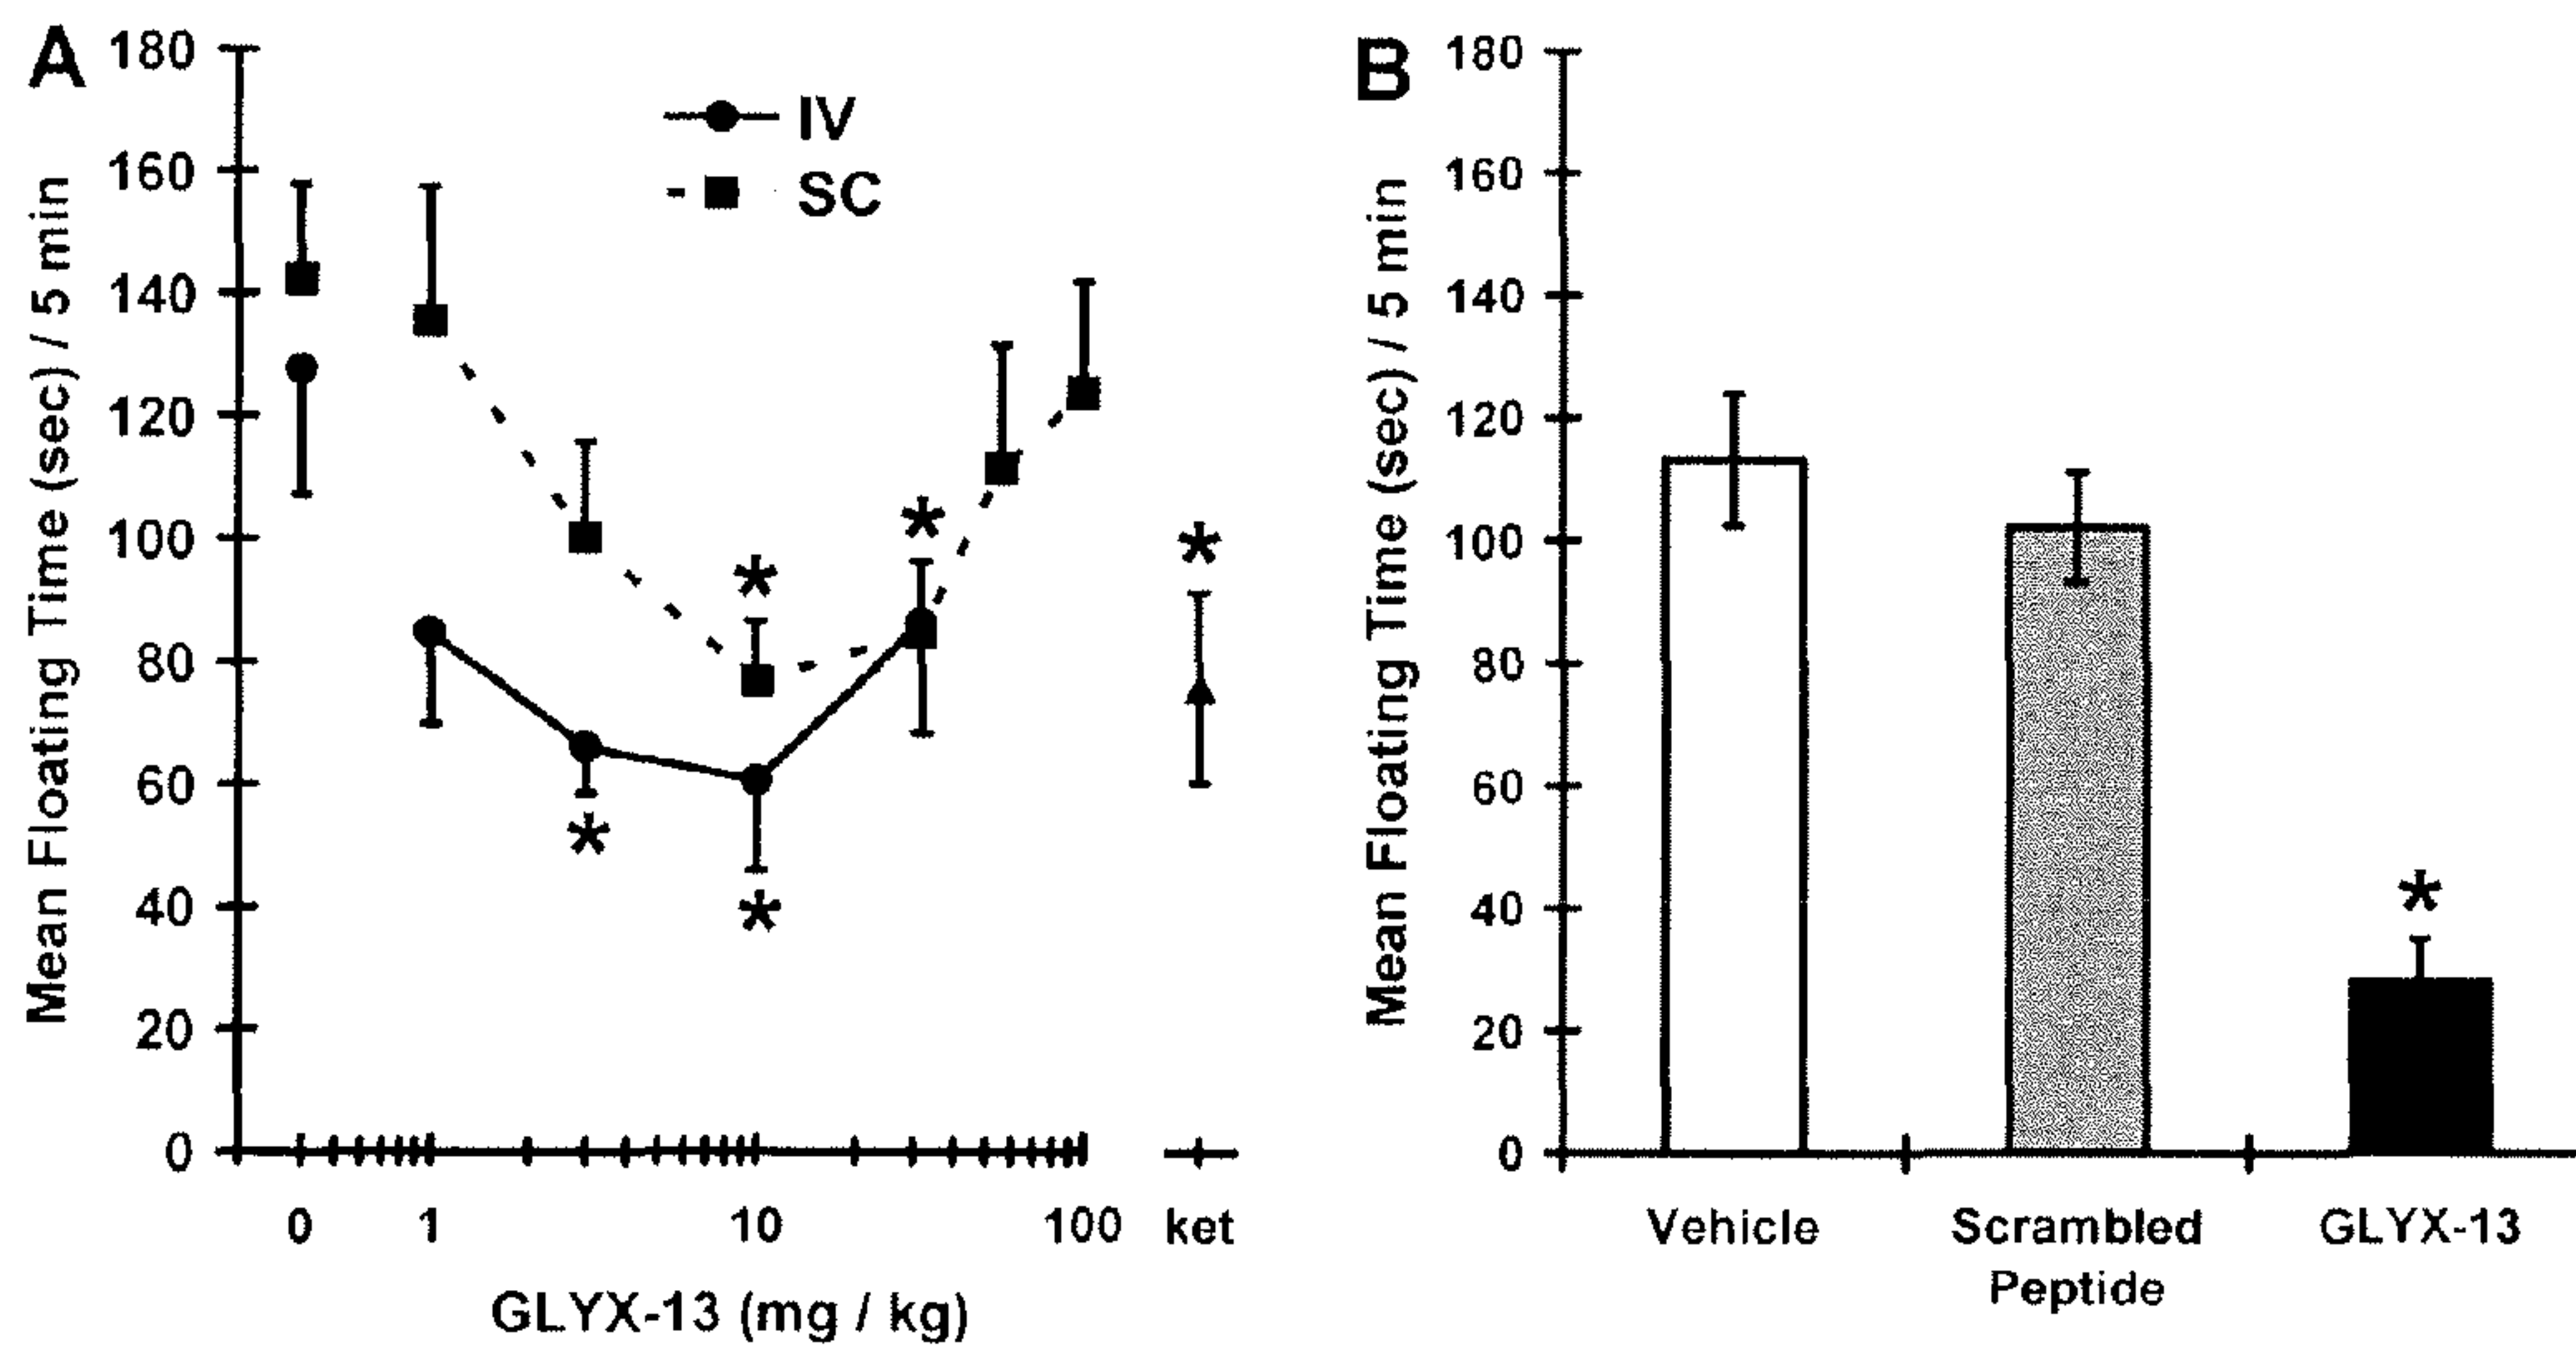 A
180
160
140
120
100
80
60
40
20
0
Mean Floating Time (sec) / 5 min
IV
SC
*
*
*
*
*
0 1 10 100 ket
GLYX-13 (mg / kg)
B
180
160
140
120
100
80
60
40
20
0
Mean Floating Time (sec) / 5 min
*
Vehicle
Scrambled
Peptide
GLYX-13